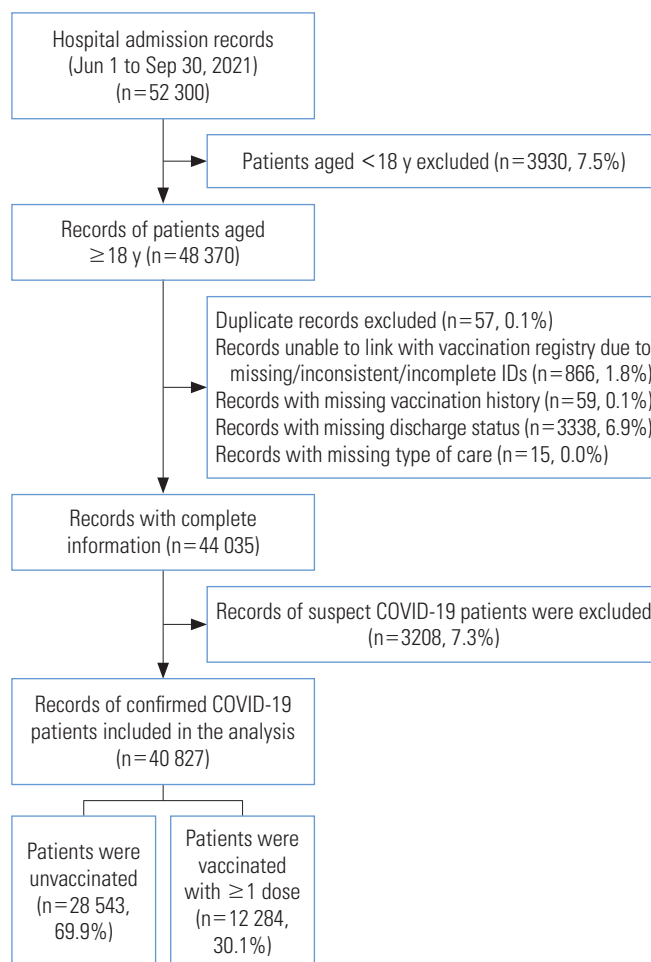 Hospital admission records
(Jun 1 to Sep 30, 2021)
(n=52 300)
Patients aged <18 y excluded (n=3930, 7.5%)
Records of patients aged
≥18 y (n=48 370)
Duplicate records excluded (n=57, 0.1%)
Records unable to link with vaccination registry due to
missing/inconsistent/incomplete IDs (n=866, 1.8%)
Records with missing vaccination history (n=59, 0.1%)
Records with missing discharge status (n=3338, 6.9%)
Records with missing type of care (n=15, 0.0%)
Records with complete
information (n=44 035)
Records of suspect COVID-19 patients were excluded
(n=3208, 7.3%)
Records of confirmed COVID-19
patients included in the analysis
(n=40 827)
Patients were
unvaccinated
(n=28 543,
69.9%)
Patients were
vaccinated
with ≥1 dose
(n=12 284,
30.1%)